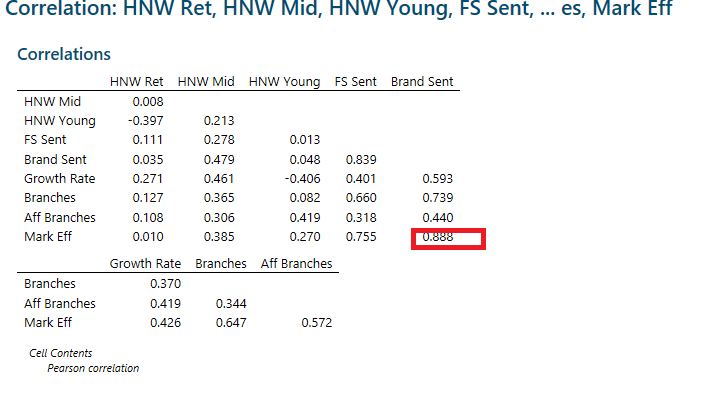 Correlation: HNW Ret, HNW Mid, HNW Young, FS Sent, ... es, Mark Eff
Correlations
HNW Ret HNW Mid HNW Young FS Sent Brand Sent
HNW Mid 0.008
HNW Young -0.397 0.213
FS Sent 0.111 0.278 0.013
Brand Sent 0.035 0.479 0.048 0.839
Growth Rate 0.271 0.461 -0.406 0.401 0.593
Branches 0.127 0.365 0.082 0.660 0.739
Aff Branches 0.108 0.306 0.419 0.318 0.440
Mark Eff 0.010 0.385 0.270 0.755 0.888
Growth Rate Branches Aff Branches
Branches 0.370
Aff Branches 0.419 0.344
Mark Eff 0.426 0.647 0.572
Cell Contents
Pearson correlation